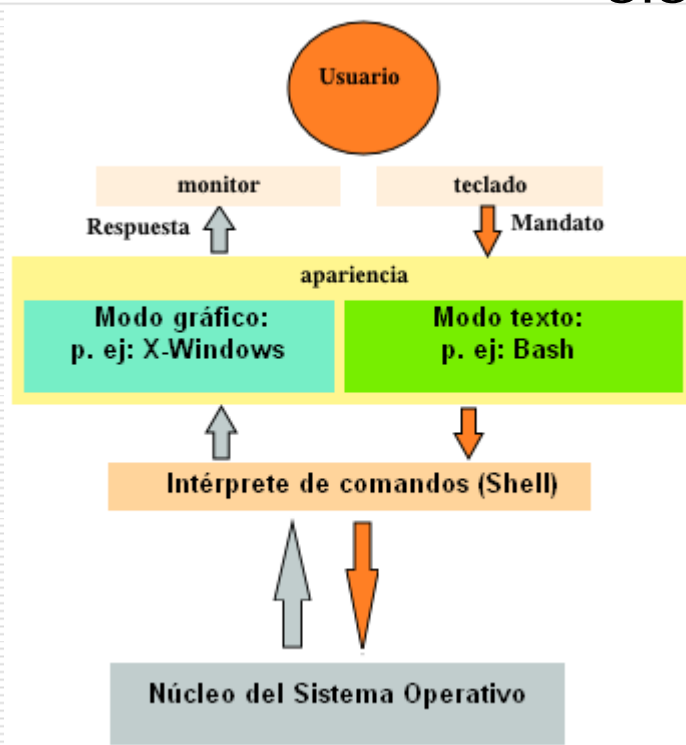 Usuario
monitor
teclado
Respuesta
Mandato
apariencia
Modo gráfico:
p. ej: X-Windows
Modo texto:
p. ej: Bash
Intérprete de comandos (Shell)
Núcleo del Sistema Operativo